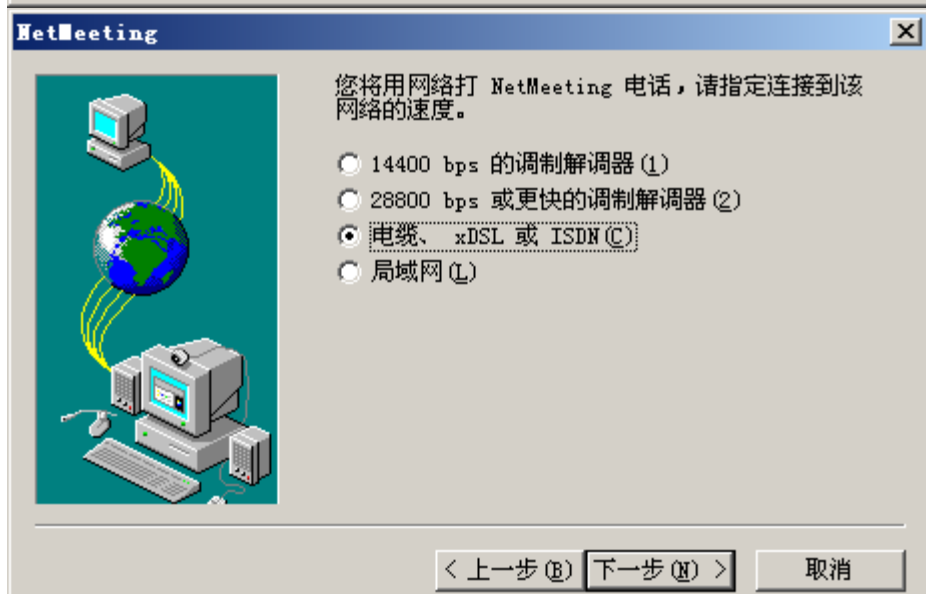 NetMeeting
您将用网络打 NetMeeting 电话,请指定连接到该
网络的速度。
14400 bps 的调制解调器(1)
28800 bps 或更快的调制解调器(2)
电缆、 xDSL 或 ISDN(C)
局域网(L)
< 上一步(B) 下一步(N) > 取消